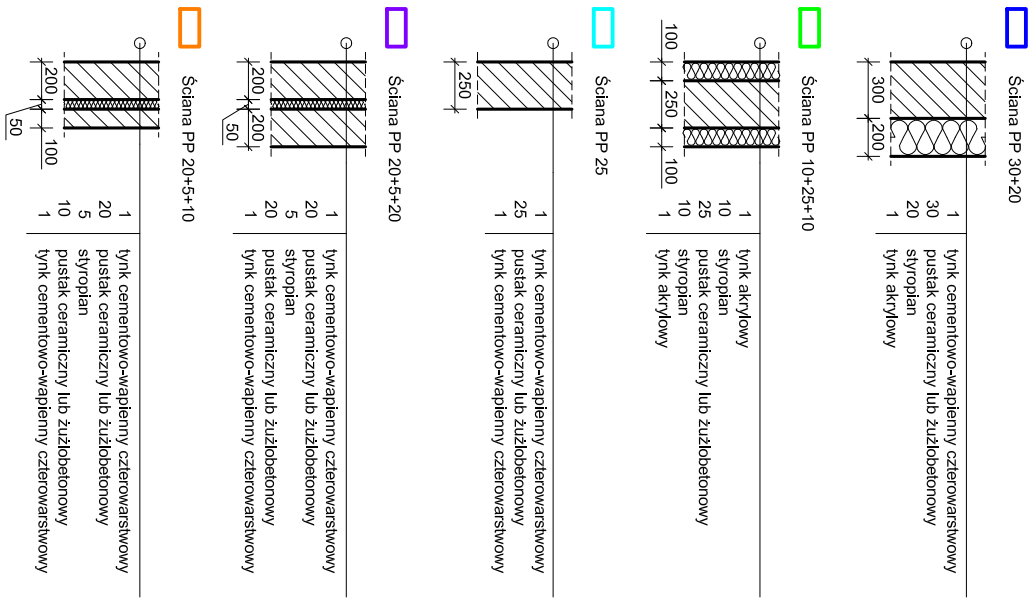 Ściana PP 30+20
300
200
1 tynk cementowo-wapienny czterowarstwowy
30 pustak ceramiczny lub żużlobetonowy
20 styropian
1 tynk akrylowy
Ściana PP 10+25+10
100
250
100
1 tynk akrylowy
10 styropian
25 pustak ceramiczny lub żużlobetonowy
10 styropian
1 tynk akrylowy
Ściana PP 25
250
1 tynk cementowo-wapienny czterowarstwowy
25 pustak ceramiczny lub żużlobetonowy
1 tynk cementowo-wapienny czterowarstwowy
Ściana PP 20+5+20
200
50
200
1 tynk cementowo-wapienny czterowarstwowy
20 pustak ceramiczny lub żużlobetonowy
5 styropian
20 pustak ceramiczny lub żużlobetonowy
1 tynk cementowo-wapienny czterowarstwowy
Ściana PP 20+5+10
200
50
100
1 tynk cementowo-wapienny czterowarstwowy
20 pustak ceramiczny lub żużlobetonowy
5 styropian
10 pustak ceramiczny lub żużlobetonowy
1 tynk cementowo-wapienny czterowarstwowy